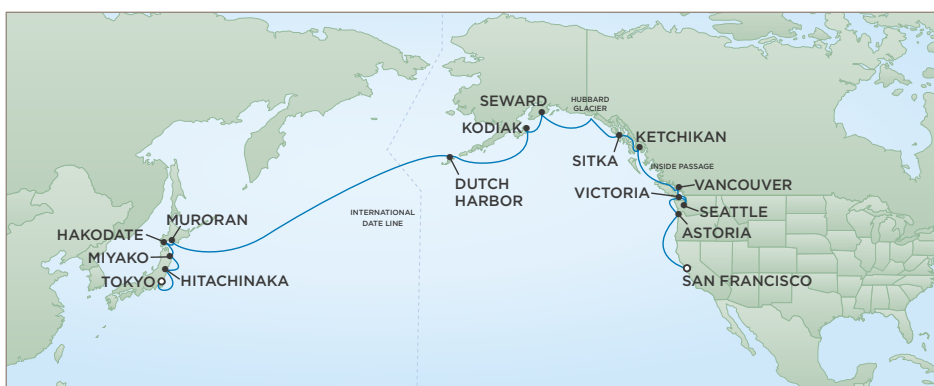 SEWARD
HUBBARD
GLACIER
KODIAK
KETCHIKAN
SITKA
INSIDE PASSAGE
DUTCH
HARBOR
VICTORIA
VANCOUVER
SEATTLE
ASTORIA
INTERNATIONAL
DATE LINE
MURORAN
HAKODATE
MIYAKO
TOKYO
HITACHINAKA
SAN FRANCISCO